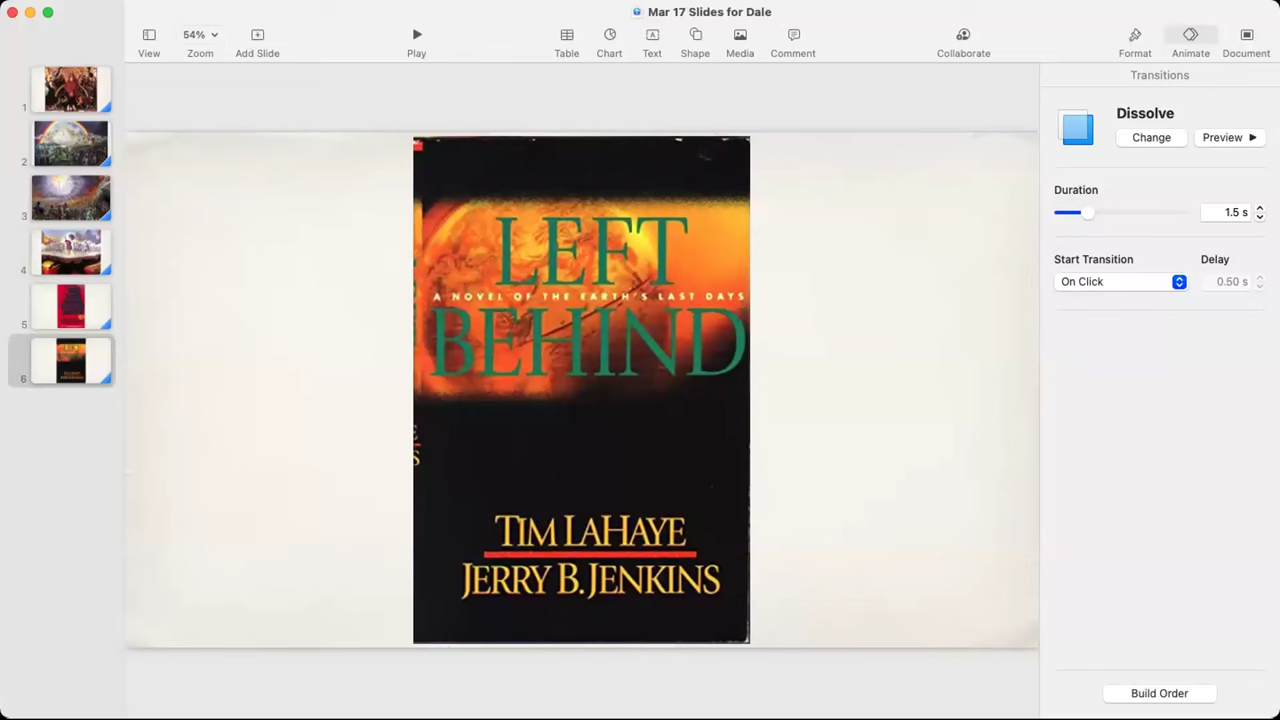 Mar 17 Slides for Dale
54%
View
Zoom
Add Slide
Play
Table
Chart
Text
Shape
Media
Comment
Collaborate
Format
Animate
Document
1
2
3
4
5
6
LEFT
A NOVEL OF THE EARTH'S LAST DAYS
BEHIND
TIM LAHAYE
JERRY B. JENKINS
Transitions
Dissolve
Change
Preview
Duration
1.5 s
Start Transition
Delay
On Click
0.50 s
Build Order